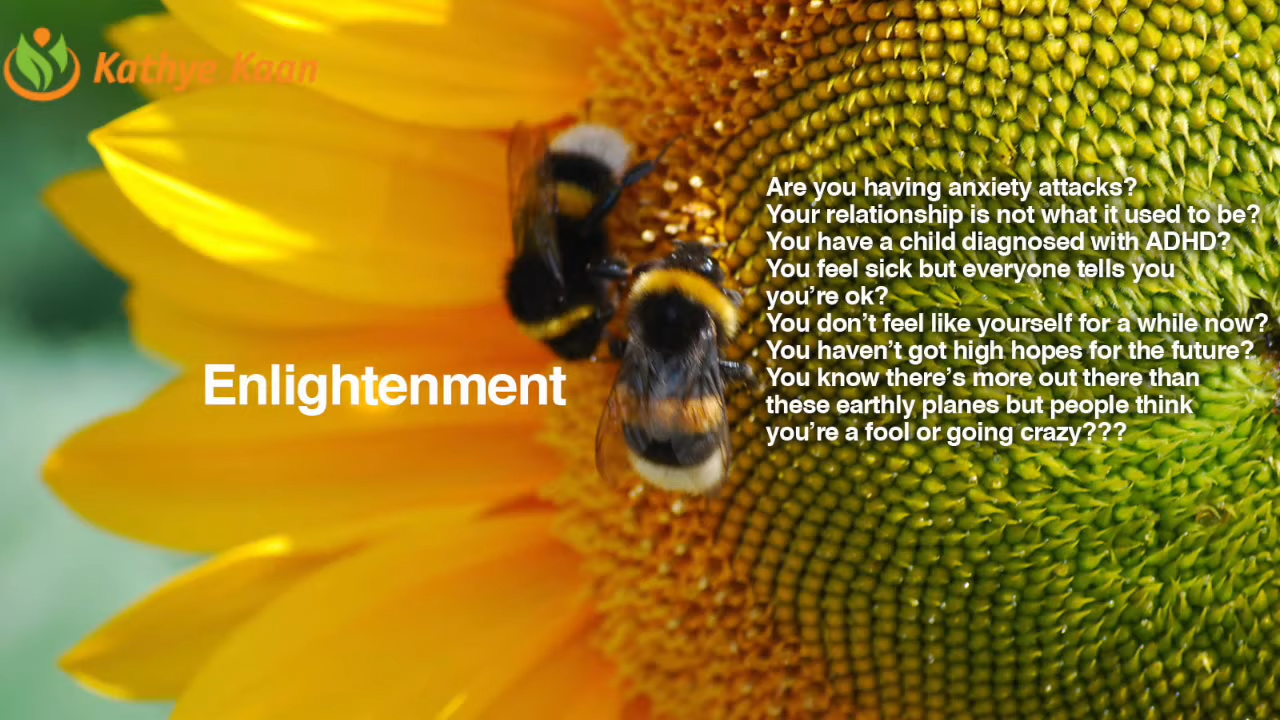 Kathye Kaan
Enlightenment
Are you having anxiety attacks?
Your relationship is not what it used to be?
You have a child diagnosed with ADHD?
You feel sick but everyone tells you
you’re ok?
You don’t feel like yourself for a while now?
You haven’t got high hopes for the future?
You know there’s more out there than
these earthly planes but people think
you’re a fool or going crazy???